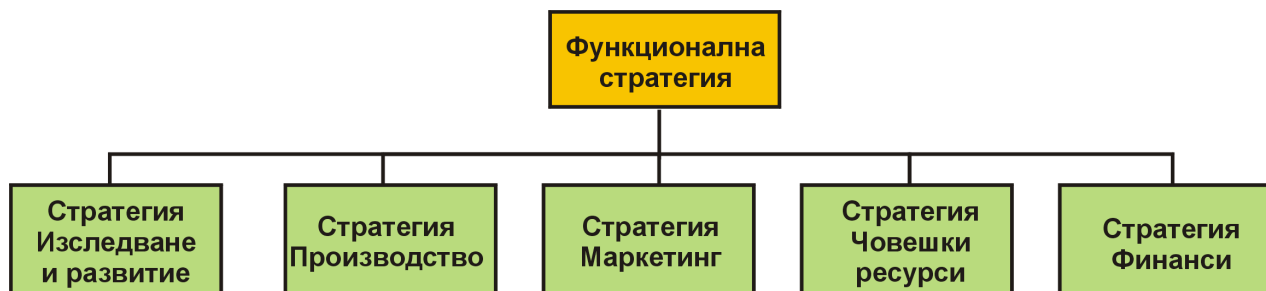 Функционална
стратегия
Стратегия
Изследване
и развитие
Стратегия
Производство
Стратегия
Маркетинг
Стратегия
Човешки
ресурси
Стратегия
Финанси